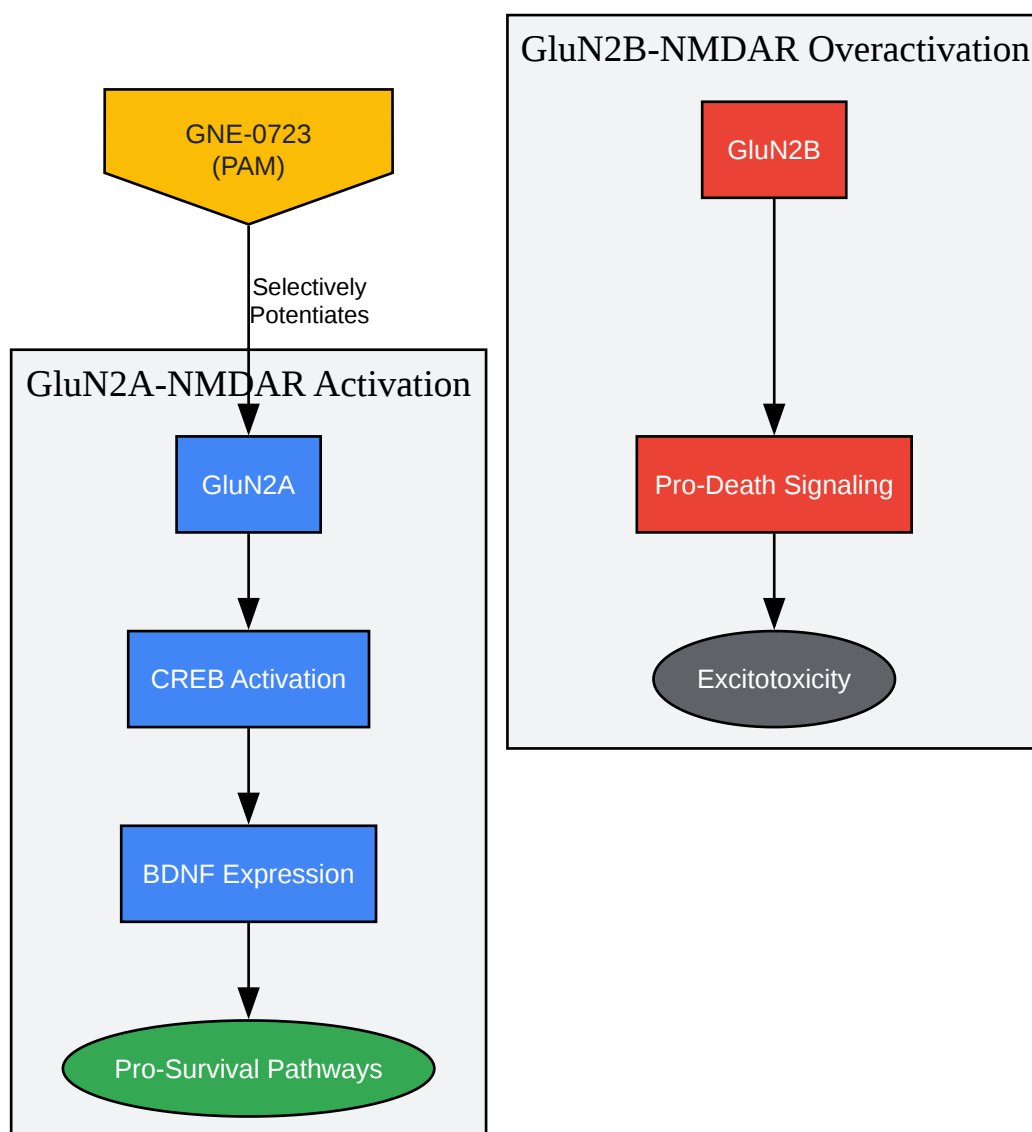 GNE-0723
(PAM)
Selectively
Potentiates
GluN2A-NMDAR Activation
GluN2A
CREB Activation
BDNF Expression
Pro-Survival Pathways
GluN2B-NMDAR Overactivation
GluN2B
Pro-Death Signaling
Excitotoxicity